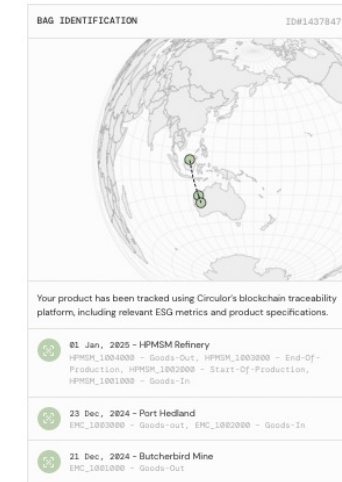 BAG IDENTIFICATION
ID#1437847
Your product has been tracked using Circulor's blockchain traceability
platform, including relevant ESG metrics and product specifications.
01 Jan, 2025 - HPMSM Refinery
HPMSM_1004000 - Goods-Out, HPMSM_1003000 - End-Of-
Production, HPMSM_1002000 - Start-Of-Production,
HPMSM_1001000 - Goods-In
23 Dec, 2024 - Port Hedland
EMC_1003000 - Goods-out, EMC_1002000 - Goods-In
21 Dec, 2024 - Butcherbird Mine
EMC_1001000 - Goods-Out